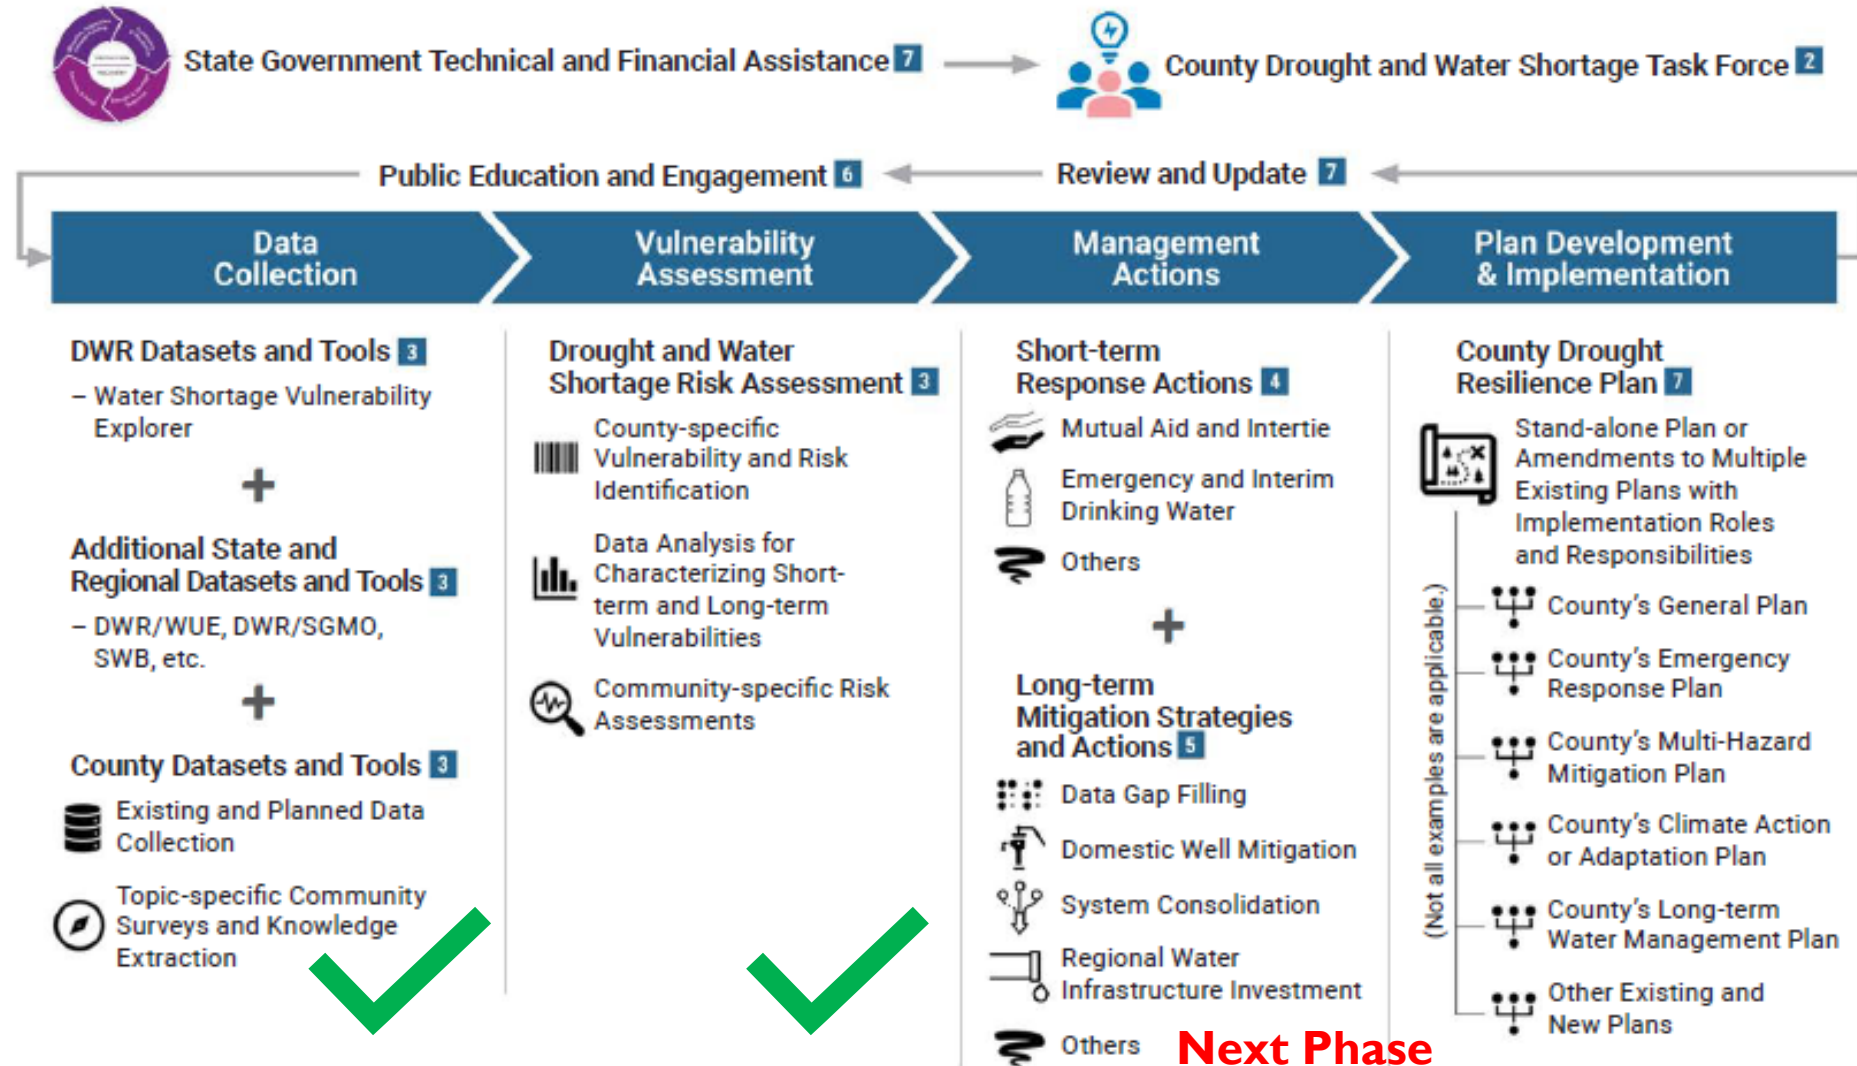 State Government Technical and Financial Assistance 7
County Drought and Water Shortage Task Force 2
Public Education and Engagement 6
Review and Update 7
Data
Collection
Vulnerability
Assessment
Management
Actions
Plan Development
& Implementation
DWR Datasets and Tools 3
– Water Shortage Vulnerability
Explorer
+
Additional State and
Regional Datasets and Tools 3
– DWR/WUE, DWR/SGMO,
SWB, etc.
+
County Datasets and Tools 3
Existing and Planned Data
Collection
Topic-specific Community
Surveys and Knowledge
Extraction
Drought and Water
Shortage Risk Assessment 3
County-specific
Vulnerability and Risk
Identification
Data Analysis for
Characterizing Short-
term and Long-term
Vulnerabilities
Community-specific Risk
Assessments
Short-term
Response Actions 4
Mutual Aid and Intertie
Emergency and Interim
Drinking Water
Others
+
Long-term
Mitigation Strategies
and Actions 5
Data Gap Filling
Domestic Well Mitigation
System Consolidation
Regional Water
Infrastructure Investment
Others
Next Phase
County Drought
Resilience Plan 7
Stand-alone Plan or
Amendments to Multiple
Existing Plans with
Implementation Roles
and Responsibilities
(Not all examples are applicable.)
County's General Plan
County's Emergency
Response Plan
County's Multi-Hazard
Mitigation Plan
County's Climate Action
or Adaptation Plan
County's Long-term
Water Management Plan
Other Existing and
New Plans